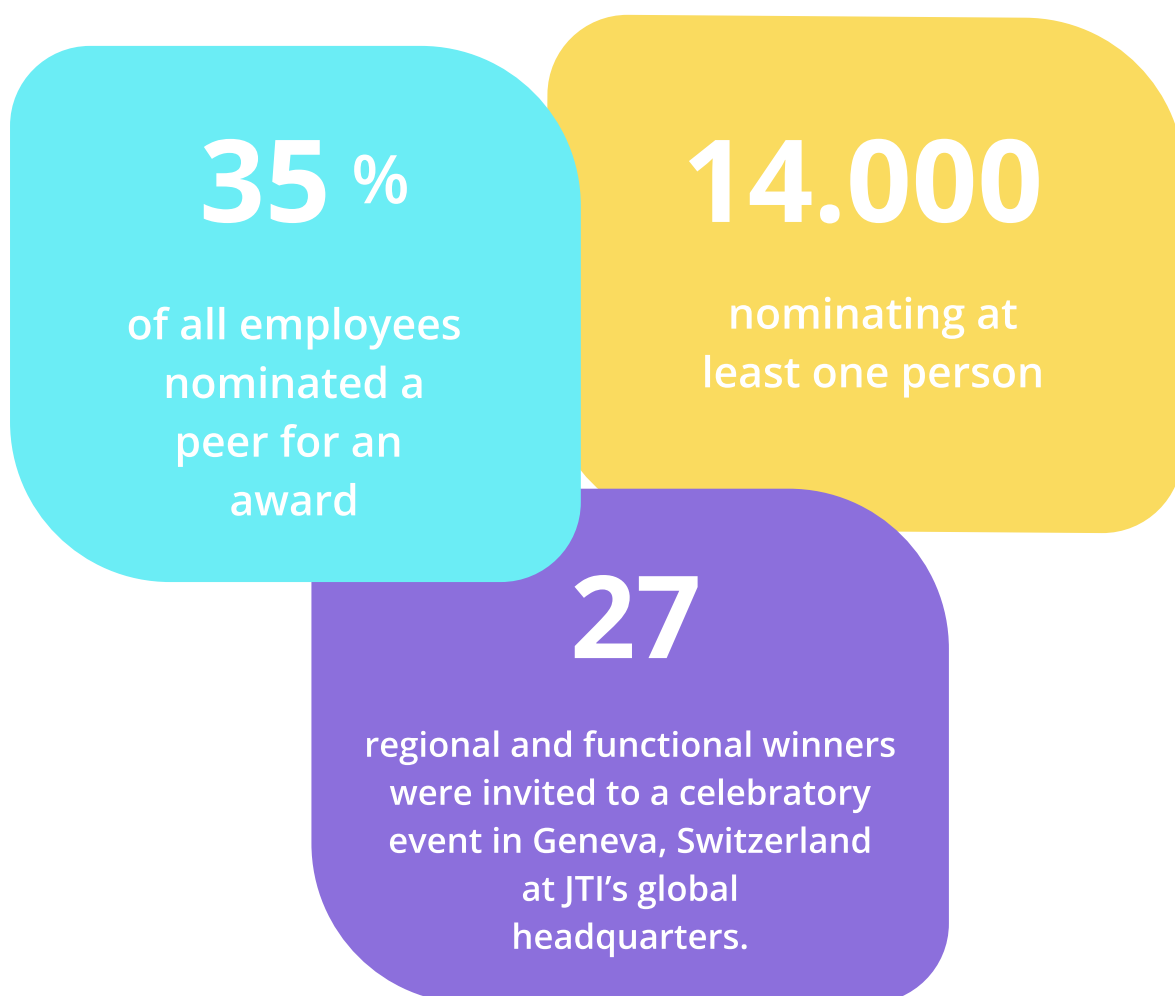 35 %
of all employees
nominated a
peer for an
award
14.000
nominating at
least one person
27
regional and functional winners
were invited to a celebratory
event in Geneva, Switzerland
at JTI’s global
headquarters.